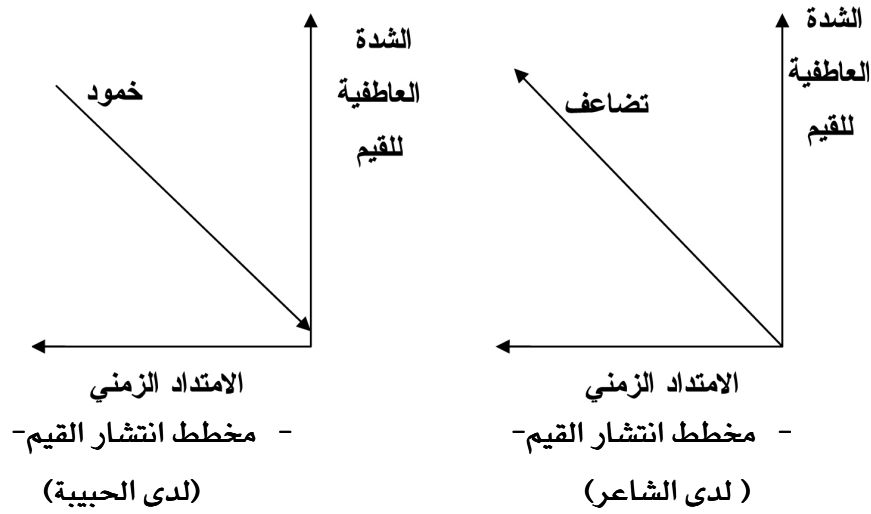 الشدة
العاطفية
للقيم
تضاعف
الامتداد الزمني
- مخطط انتشار القيم-
( لدى الشاعر)
الشدة
العاطفية
للقيم
خمود
الامتداد الزمني
- مخطط انتشار القيم-
(لدى الحبيبة)